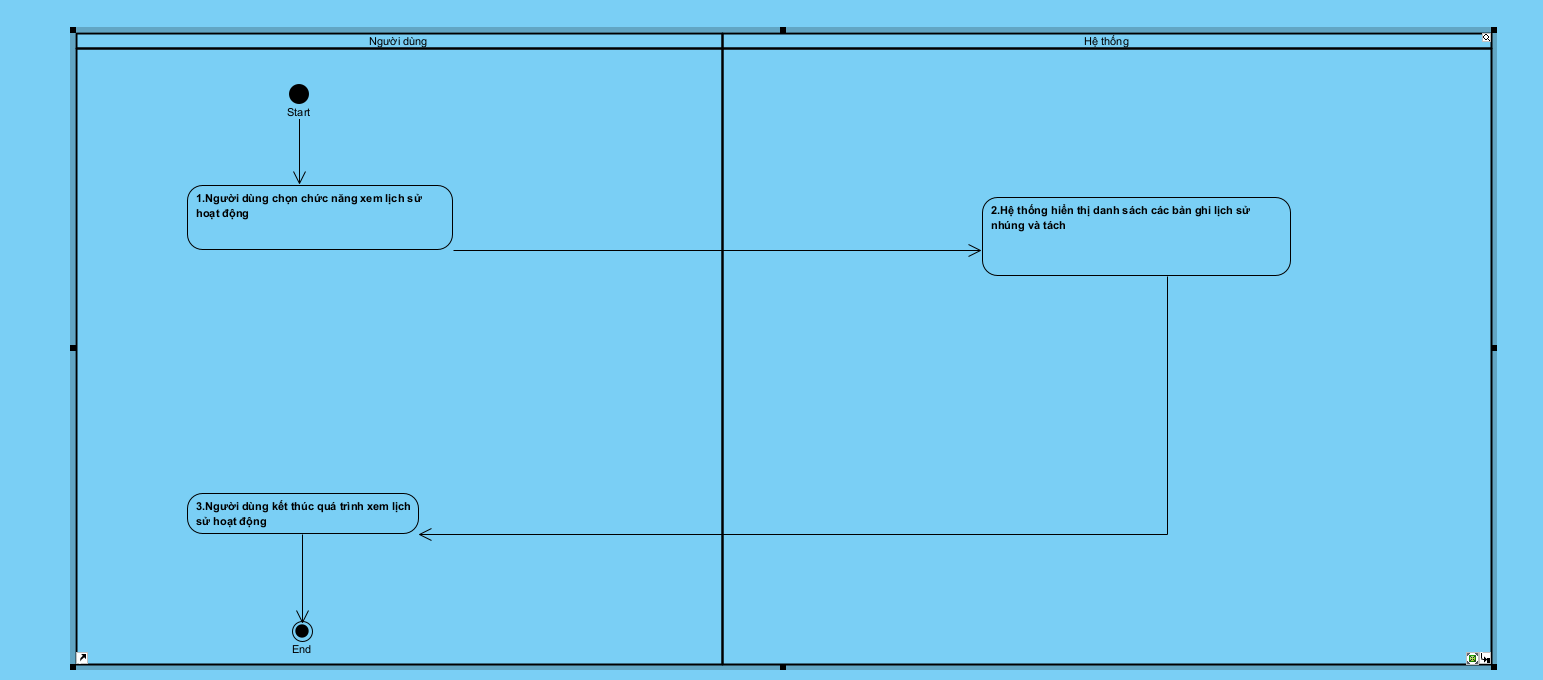 Người dùng
Hệ thống
Start
1.Người dùng chọn chức năng xem lịch sử
hoạt động
2.Hệ thống hiển thị danh sách các bản ghi lịch sử
nhúng và tách
3.Người dùng kết thúc quá trình xem lịch
sử hoạt động
End